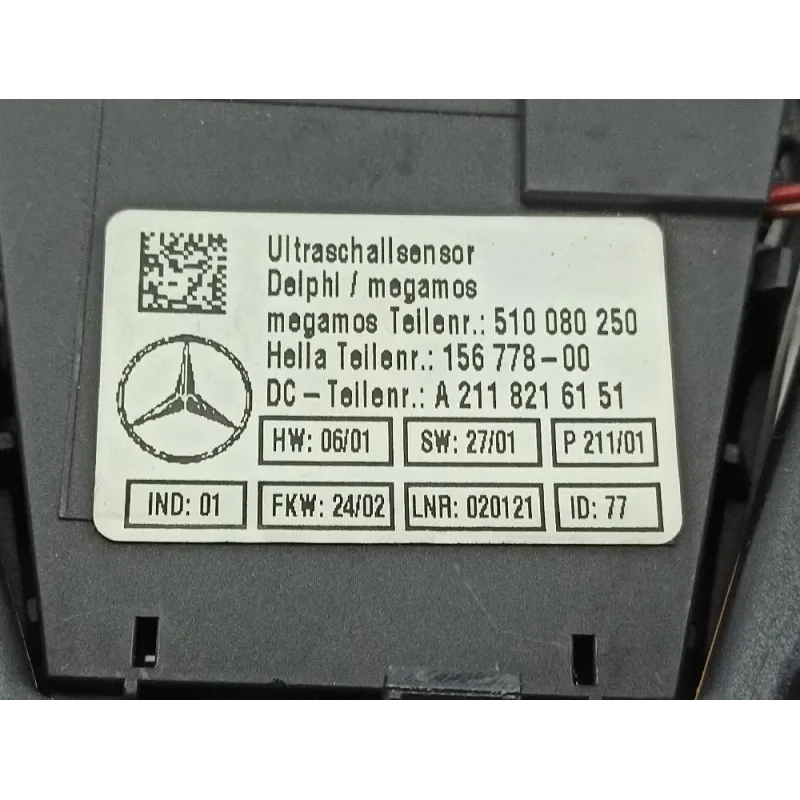 Ultraschallsensor
Delphi / megamos
megamos Teilenr.: 510 080 250
Hella Teilenr.: 156 778-00
DC - Teilenr.: A 211 821 61 51
HW: 06/01 SW: 27/01 P 211/01
IND: 01 FKW: 24/02 LNR: 020121 ID: 77